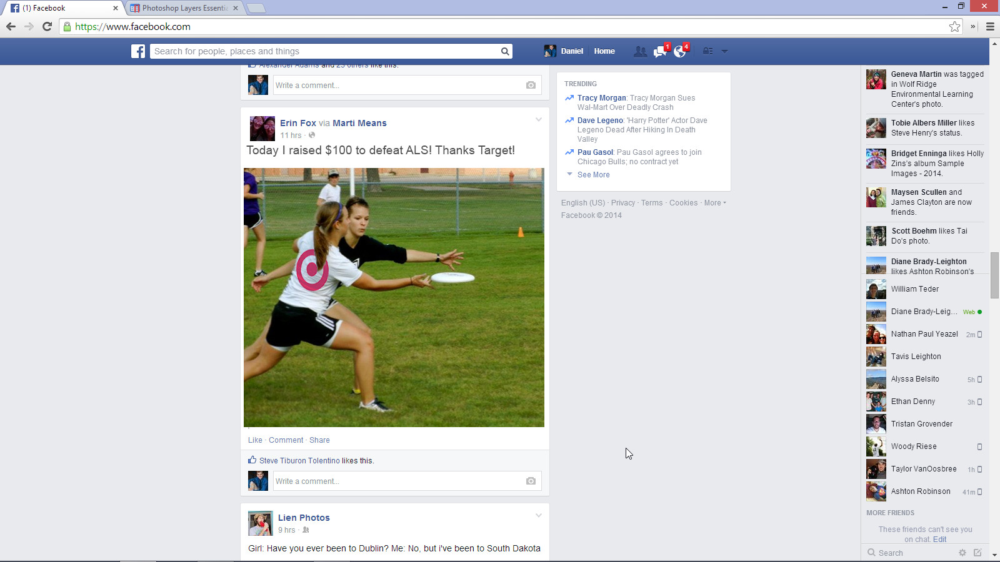 (1) Facebook
Photoshop Layers Essenti
https://www.facebook.com
Search for people, places and things
Daniel
Home
1
4
Alexander Adams and 23 others like this.
Write a comment...
Erin Fox via Marti Means
11 hrs ·
Today I raised $100 to defeat ALS! Thanks Target!
Like · Comment · Share
Steve Tiburon Tolentino likes this.
Write a comment...
Lien Photos
9 hrs ·
Girl: Have you ever been to Dublin? Me: No, but i've been to South Dakota
TRENDING
Tracy Morgan: Tracy Morgan Sues
Wal-Mart Over Deadly Crash
Dave Legeno: 'Harry Potter' Actor Dave
Legeno Dead After Hiking In Death
Valley
Pau Gasol: Pau Gasol agrees to join
Chicago Bulls; no contract yet
See More
English (US) · Privacy · Terms · Cookies · More
Facebook © 2014
Geneva Martin was tagged
in Wolf Ridge
Environmental Learning
Center's photo.
Tobie Albers Miller likes
Steve Henry's status.
Bridget Enninga likes Holly
Zins's album Sample
Images - 2014.
Maysen Scullen and
James Clayton are now
friends.
Scott Boehm likes Tai
Do's photo.
Diane Brady-Leighton
likes Ashton Robinson's
William Teder
Diane Brady-Leig... Web
Nathan Paul Yeazel 2m
Tavis Leighton
Alyssa Belsito 5h
Ethan Denny 3h
Tristan Grovender
Woody Riese
Taylor VanOosbree 1h
Ashton Robinson 41m
MORE FRIENDS
These friends can't see you
on chat. Edit
Search